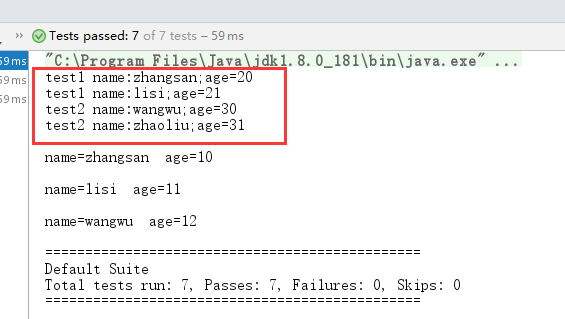 Tests passed: 7 of 7 tests – 59 ms
59 ms
59 ms
59 ms
"C:\Program Files\Java\jdk1.8.0_181\bin\java.exe" ...
test1 name:zhangsan;age=20
test1 name:lisi;age=21
test2 name:wangwu;age=30
test2 name:zhaoliu;age=31
name=zhangsan  age=10
name=lisi  age=11
name=wangwu  age=12
===============================================
Default Suite
Total tests run: 7, Passes: 7, Failures: 0, Skips: 0
===============================================